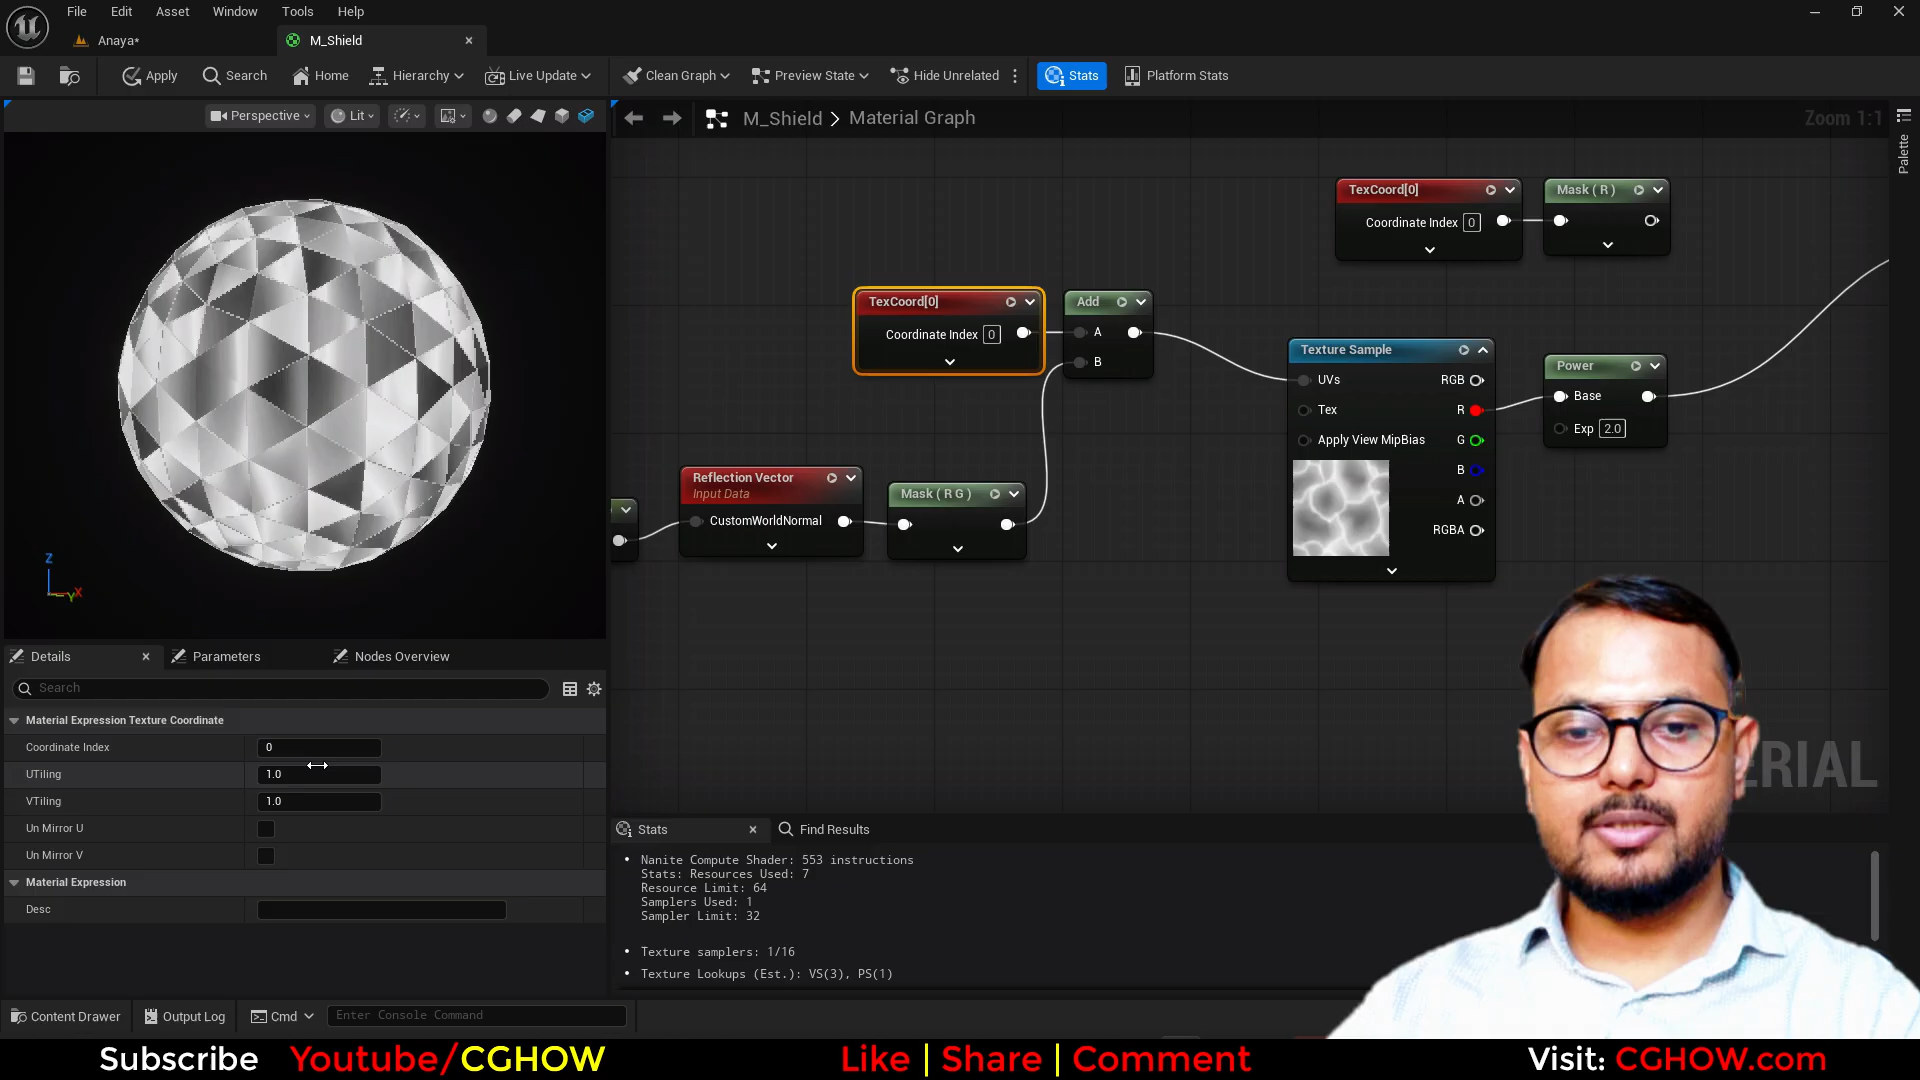 File Edit Asset Window Tools Help
Anaya*
M_Shield
Apply Search Home Hierarchy Live Update Clean Graph Preview State Hide Unrelated Stats Platform Stats
Perspective Lit
M_Shield > Material Graph
Zoom 1:1
Palette
TexCoord[0]
Coordinate Index 0
Mask ( R )
TexCoord[0]
Coordinate Index 0
Add
A
B
Texture Sample
UVs RGB
Tex R
Apply View MipBias G
B
A
RGBA
Power
Base
Exp 2.0
Reflection Vector
Input Data
CustomWorldNormal
Mask ( R G )
Z
Y X
Details Parameters Nodes Overview
Search
Material Expression Texture Coordinate
Coordinate Index 0
UTiling 1.0
VTiling 1.0
Un Mirror U
Un Mirror V
Material Expression
Desc
ERIAL
Stats Find Results
Nanite Compute Shader: 553 instructions
Stats: Resources Used: 7
Resource Limit: 64
Samplers Used: 1
Sampler Limit: 32
Texture samplers: 1/16
Texture Lookups (Est.): VS(3), PS(1)
Content Drawer Output Log Cmd Enter Console Command
Subscribe Youtube/CGHOW Like | Share | Comment Visit: CGHOW.com